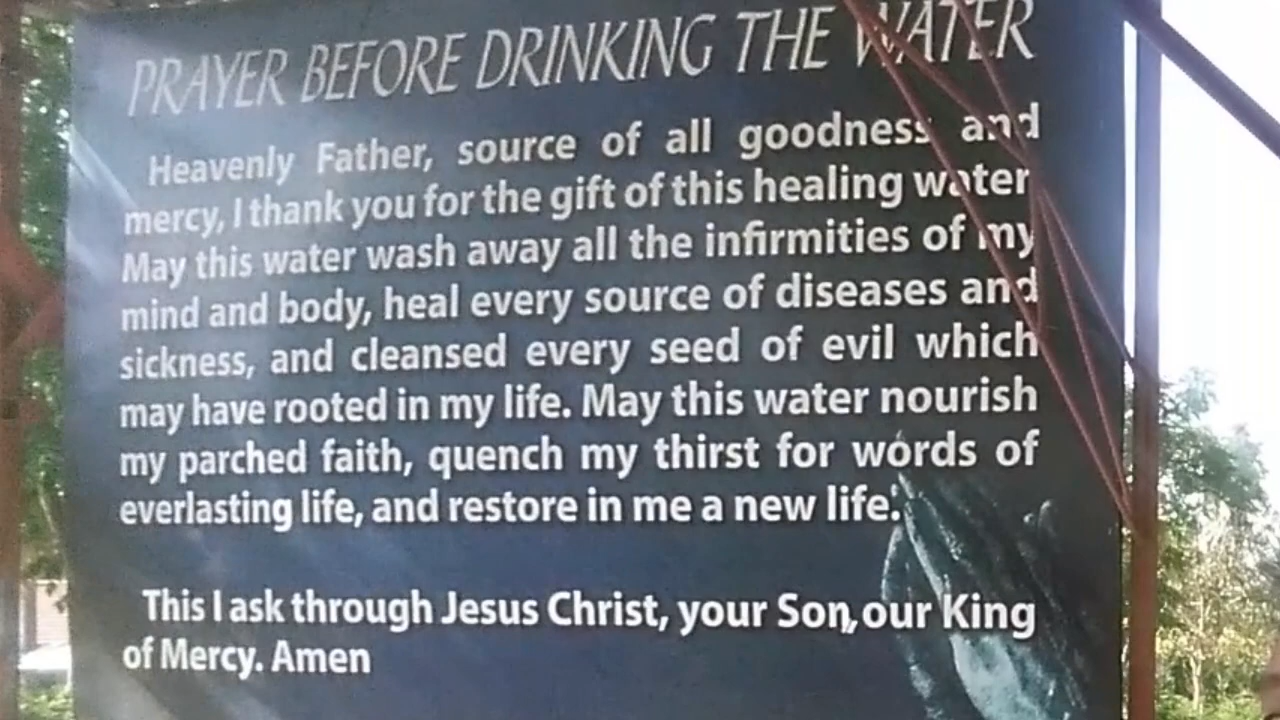 PRAYER BEFORE DRINKING THE WATER
Heavenly Father, source of all goodness and
mercy, I thank you for the gift of this healing water
May this water wash away all the infirmities of my
mind and body, heal every source of diseases and
sickness, and cleansed every seed of evil which
may have rooted in my life. May this water nourish
my parched faith, quench my thirst for words of
everlasting life, and restore in me a new life.
This I ask through Jesus Christ, your Son, our King
of Mercy. Amen